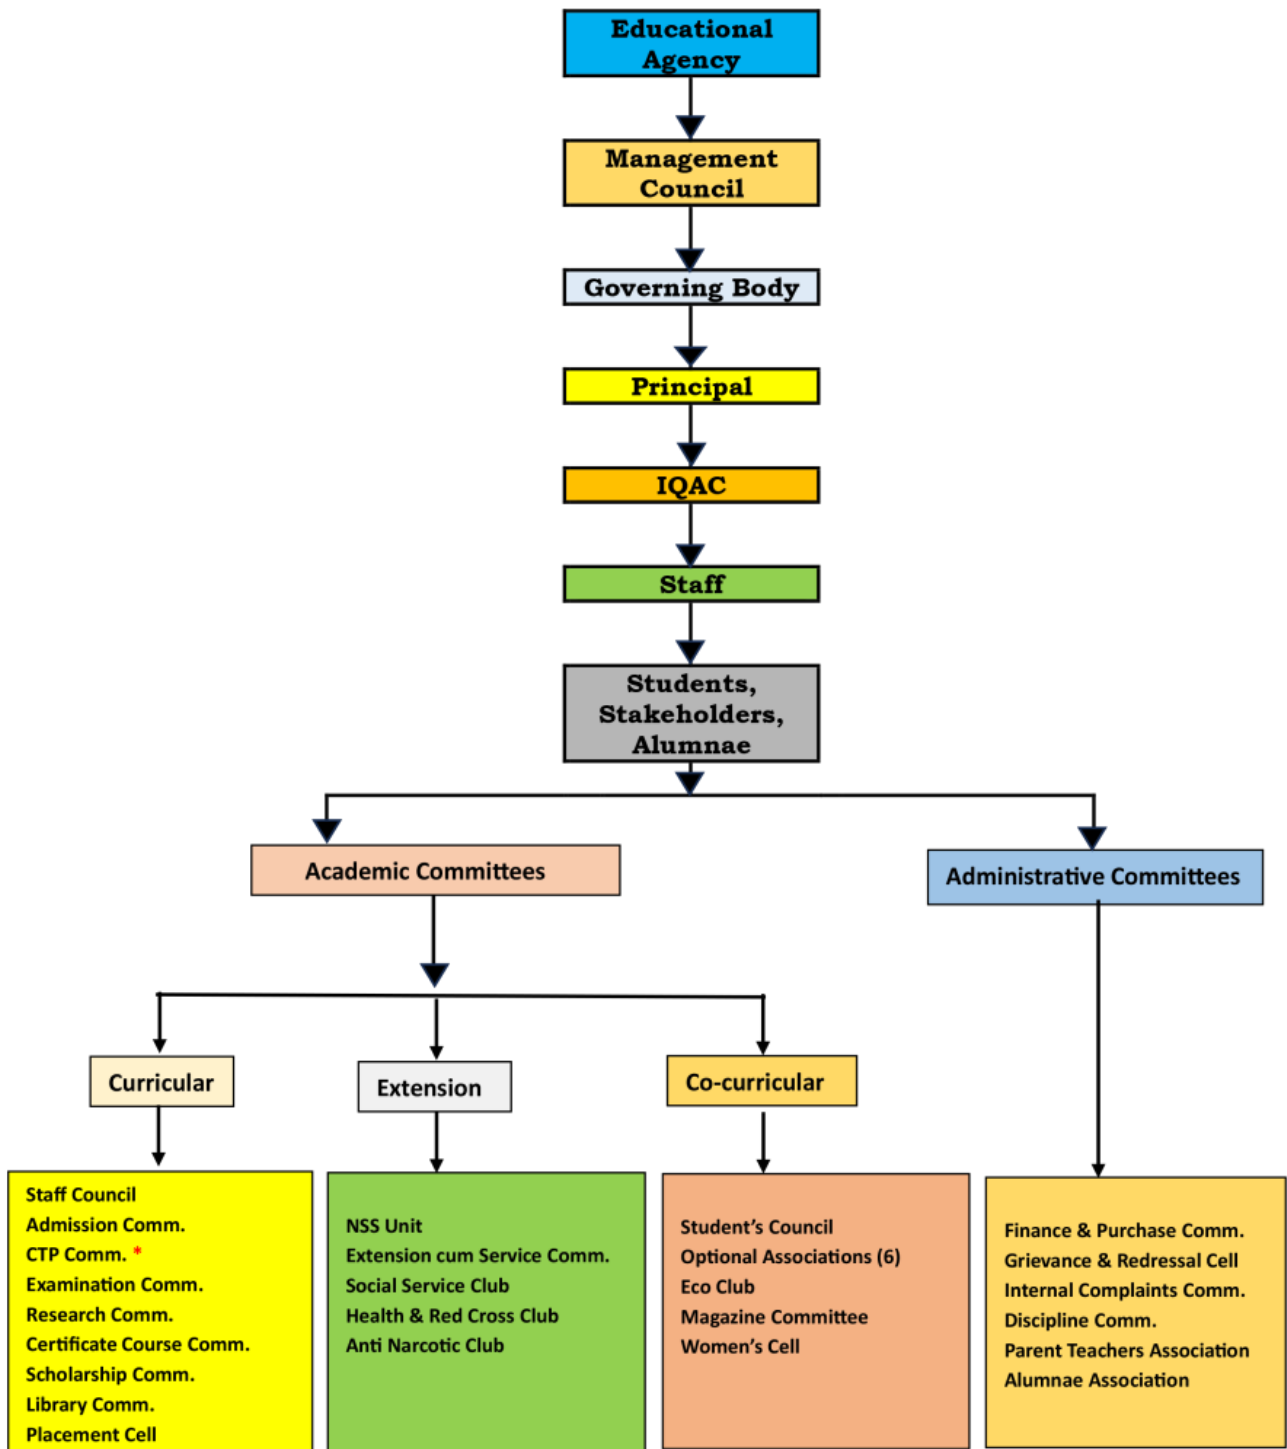 Educational
Agency
Management
Council
Governing Body
Principal
IQAC
Staff
Students,
Stakeholders,
Alumnae
Academic Committees
Administrative Committees
Curricular
Extension
Co-curricular
Staff Council
Admission Comm.
CTP Comm. *
Examination Comm.
Research Comm.
Certificate Course Comm.
Scholarship Comm.
Library Comm.
Placement Cell
NSS Unit
Extension cum Service Comm.
Social Service Club
Health & Red Cross Club
Anti Narcotic Club
Student’s Council
Optional Associations (6)
Eco Club
Magazine Committee
Women’s Cell
Finance & Purchase Comm.
Grievance & Redressal Cell
Internal Complaints Comm.
Discipline Comm.
Parent Teachers Association
Alumnae Association